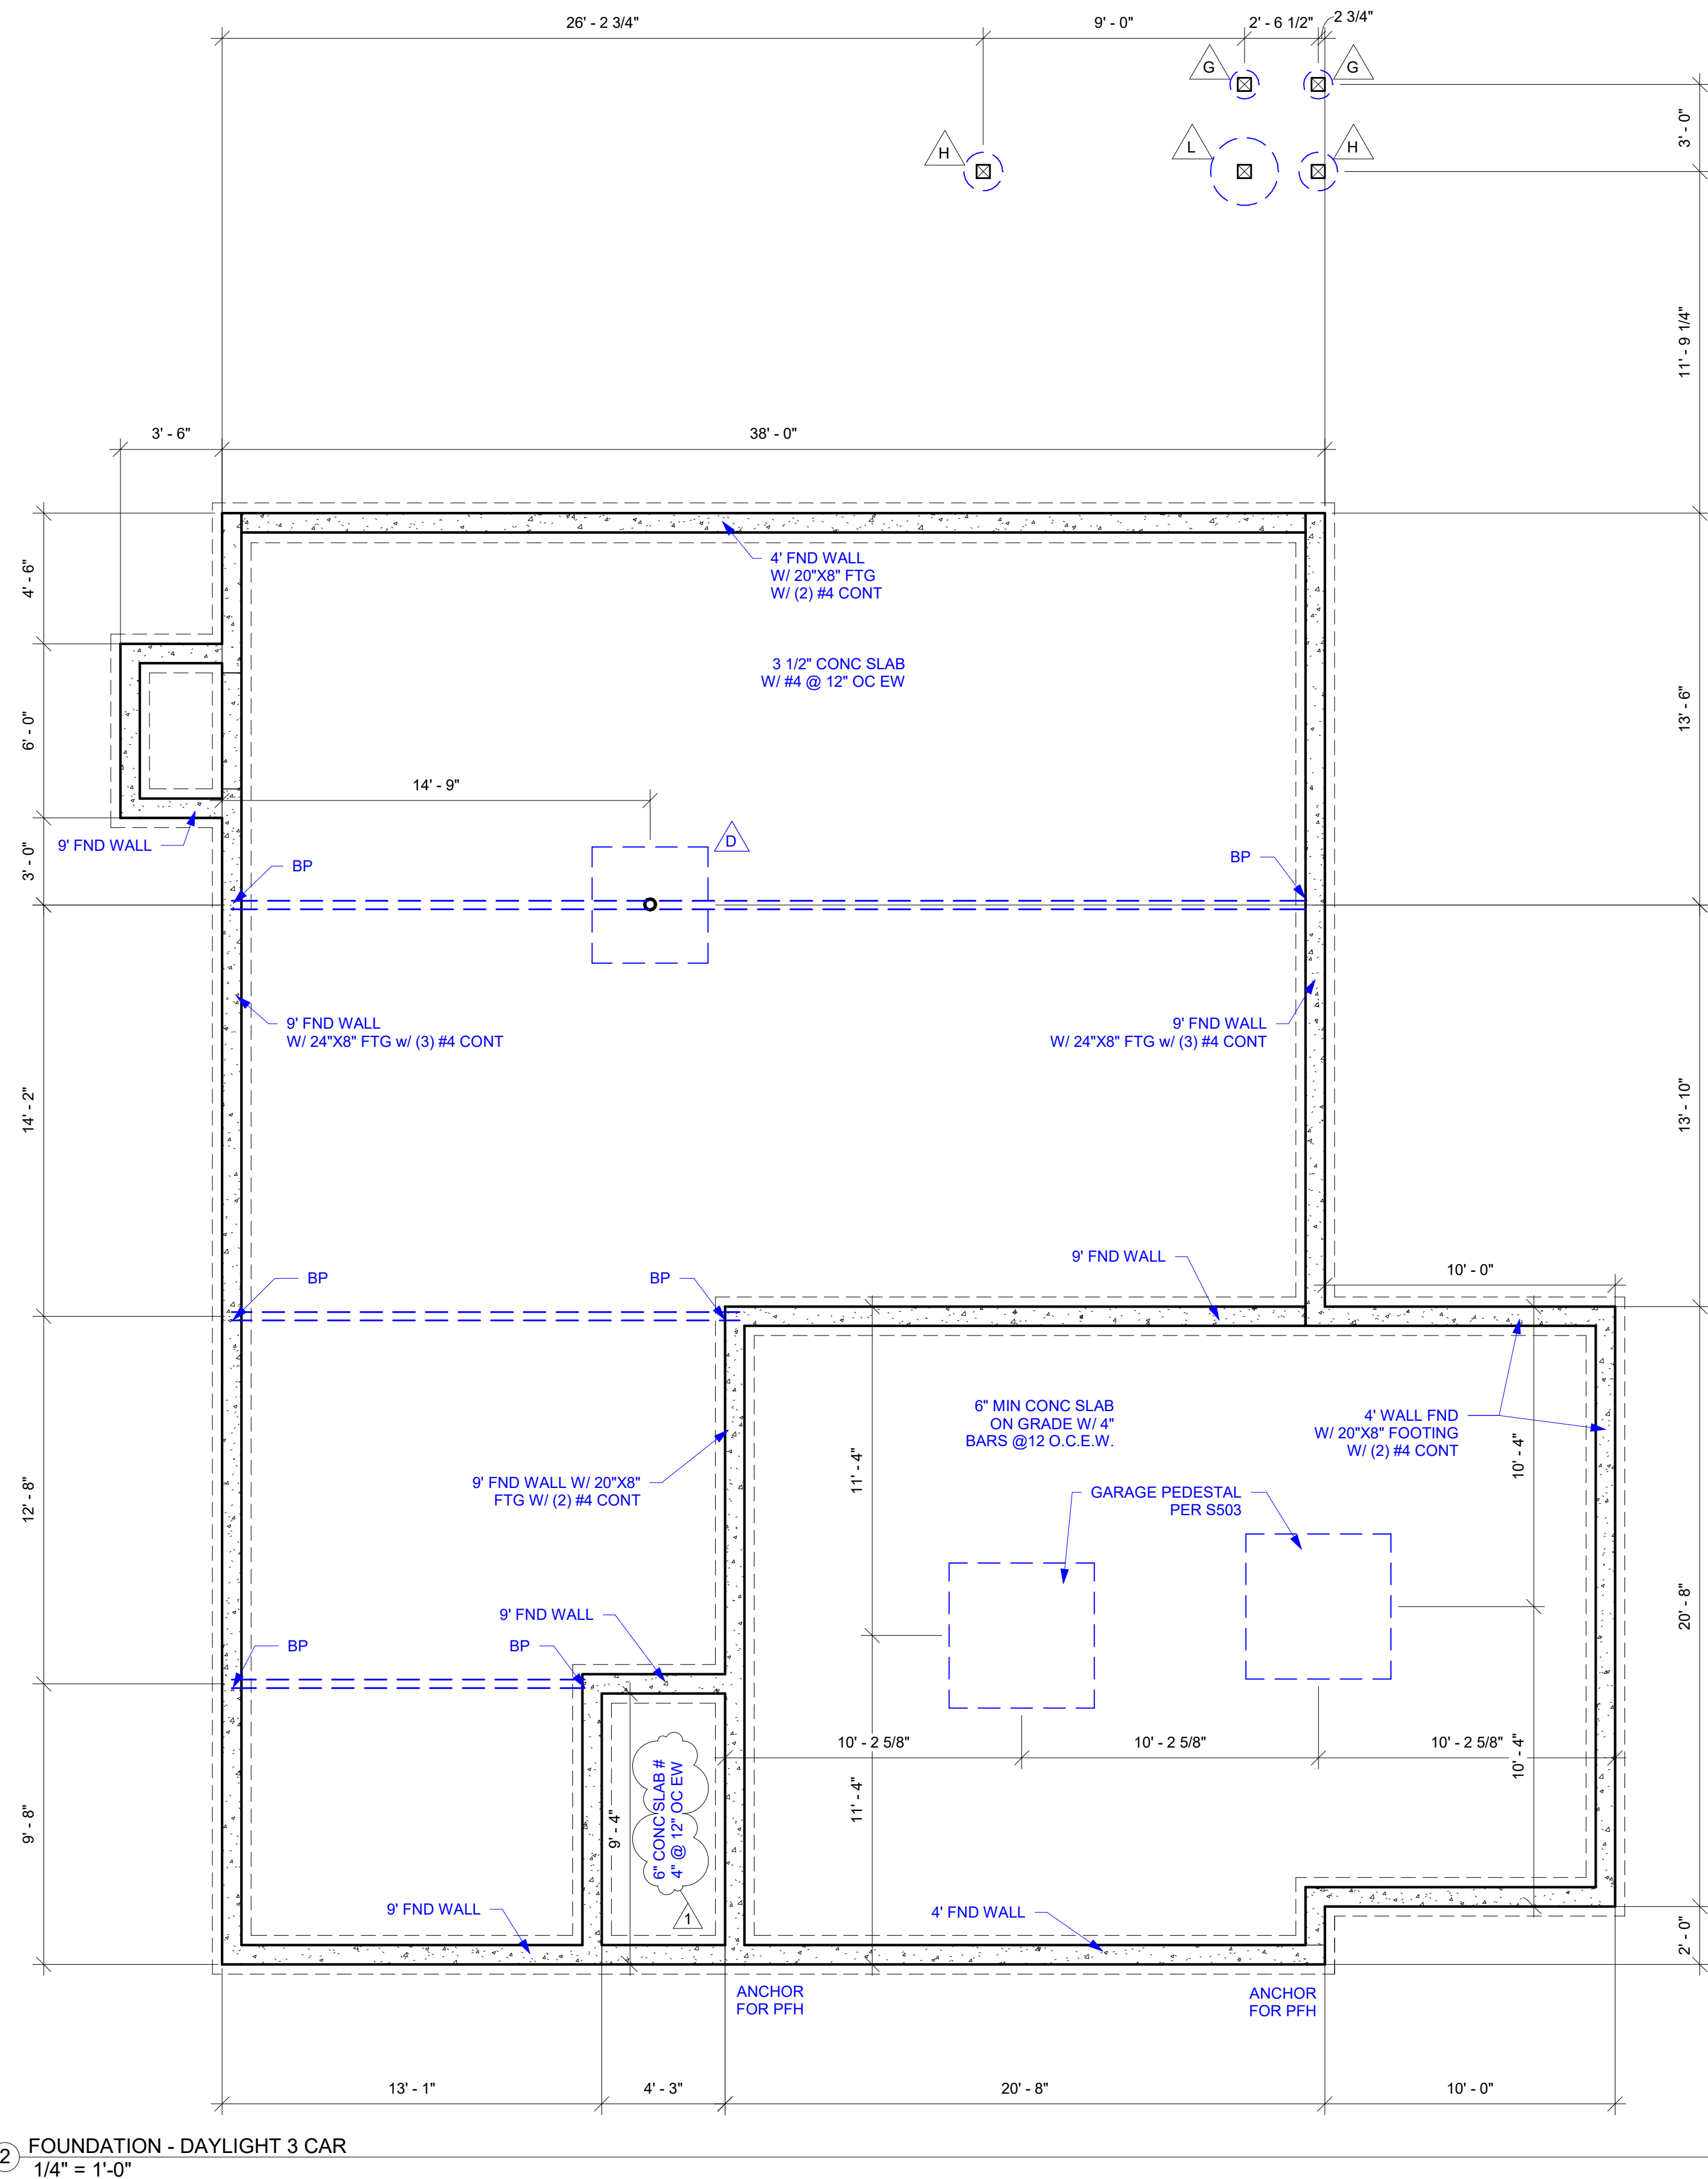 26' - 2 3/4"
9' - 0"
2' - 6 1/2"
2 3/4"
G
G
3' - 0"
H
L
H
11' - 9 1/4"
3' - 6"
38' - 0"
4' - 6"
4' FND WALL
W/ 20"X8" FTG
W/ (2) #4 CONT
3 1/2" CONC SLAB
W/ #4 @ 12" OC EW
13' - 6"
6' - 0"
14' - 9"
9' FND WALL
D
3' - 0"
BP
BP
9' FND WALL
W/ 24"X8" FTG w/ (3) #4 CONT
9' FND WALL
W/ 24"X8" FTG w/ (3) #4 CONT
14' - 2"
13' - 10"
9' FND WALL
10' - 0"
BP
BP
6" MIN CONC SLAB
ON GRADE W/ 4"
BARS @12 O.C.E.W.
4' WALL FND
W/ 20"X8" FOOTING
W/ (2) #4 CONT
11' - 4"
10' - 4"
12' - 8"
9' FND WALL W/ 20"X8"
FTG W/ (2) #4 CONT
GARAGE PEDESTAL
PER S503
20' - 8"
9' FND WALL
BP
BP
10' - 2 5/8"
10' - 2 5/8"
10' - 2 5/8"
10' - 4"
11' - 4"
9' - 8"
9' - 4"
6" CONC SLAB #
4" @ 12" OC EW
1
9' FND WALL
4' FND WALL
2' - 0"
ANCHOR
FOR PFH
ANCHOR
FOR PFH
13' - 1"
4' - 3"
20' - 8"
10' - 0"
2
FOUNDATION - DAYLIGHT 3 CAR
1/4" = 1'-0"